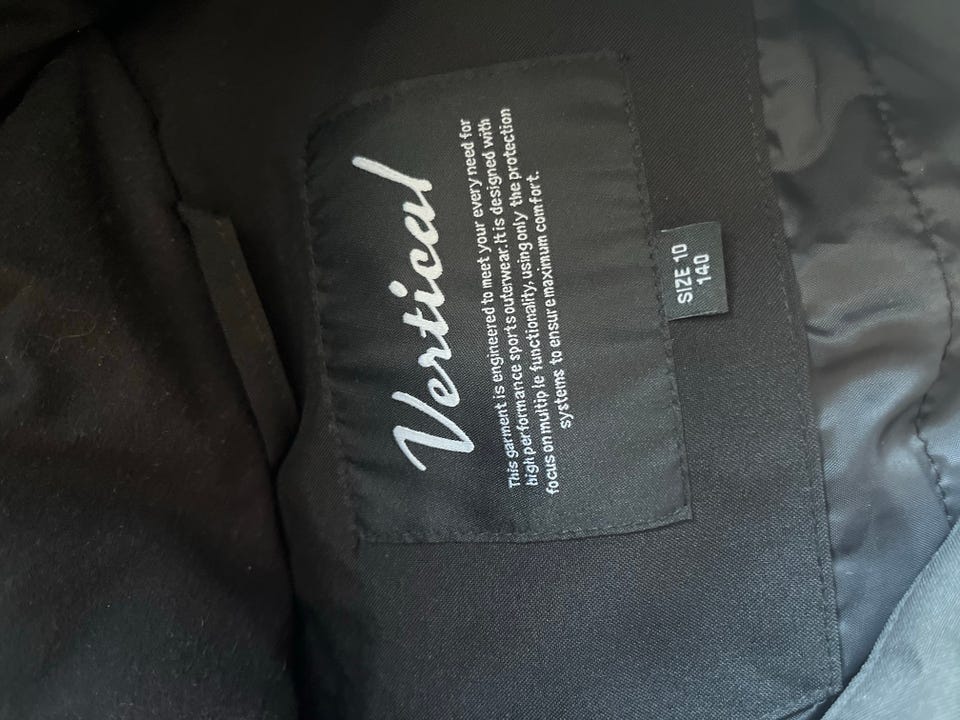 Vertical
This garment is engineered to meet your every need for
high performance sports outerwear. It is designed with
focus on multip le functionality, using only the protection
systems to ensure maximum comfort.
SIZE 10
140